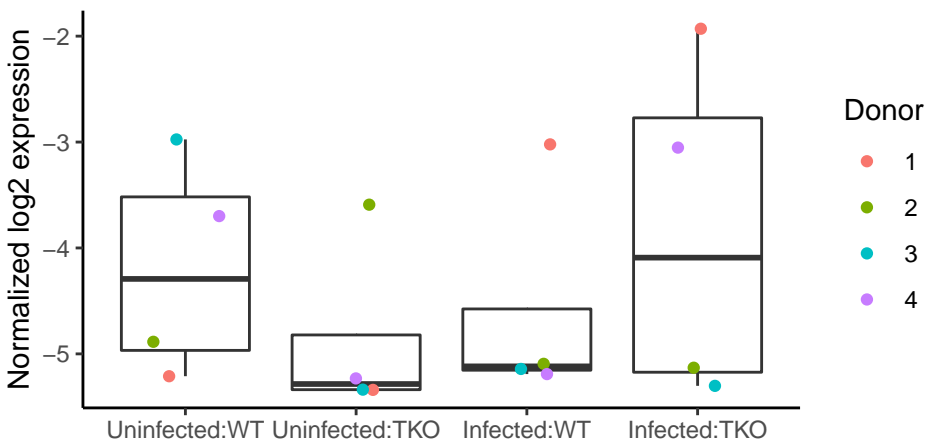 Normalized log2 expression
−2
−3
−4
−5
Uninfected:WT
Uninfected:TKO
Infected:WT
Infected:TKO
Donor
1
2
3
4